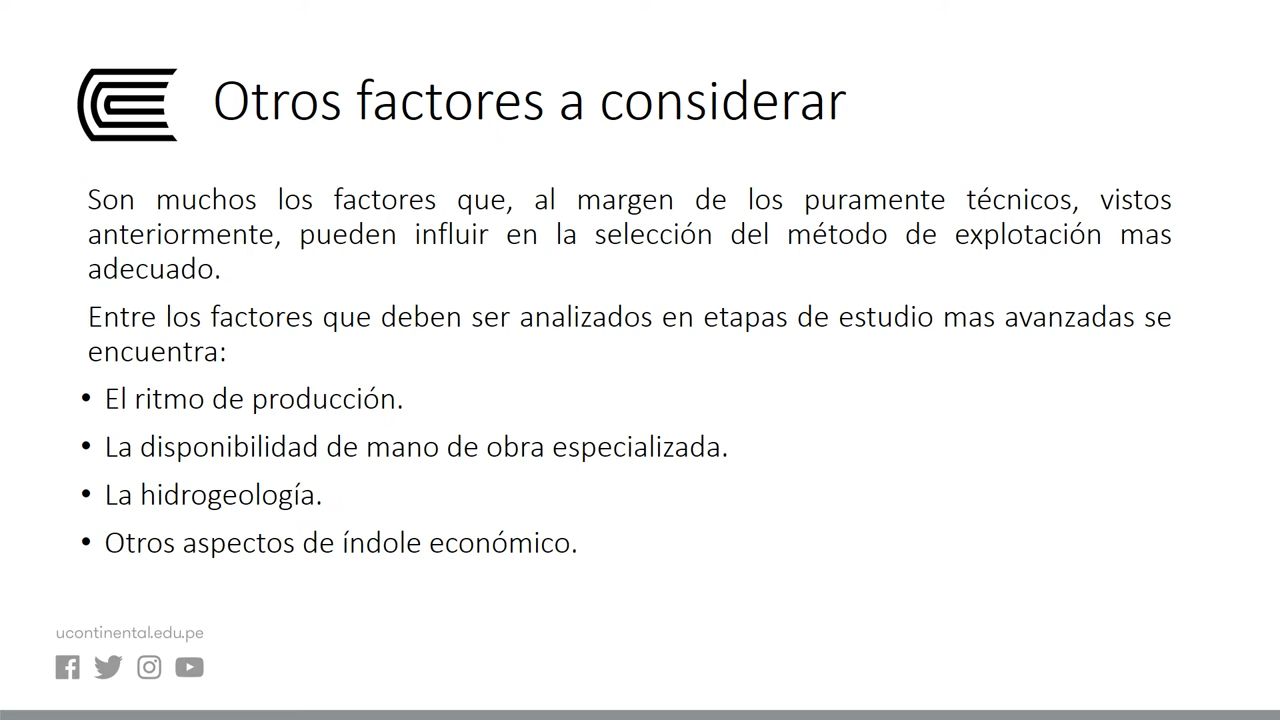 Otros factores a considerar
Son muchos los factores que, al margen de los puramente técnicos, vistos
anteriormente, pueden influir en la selección del método de explotación mas
adecuado.
Entre los factores que deben ser analizados en etapas de estudio mas avanzadas se
encuentra:
• El ritmo de producción.
• La disponibilidad de mano de obra especializada.
• La hidrogeología.
• Otros aspectos de índole económico.
ucontinental.edu.pe